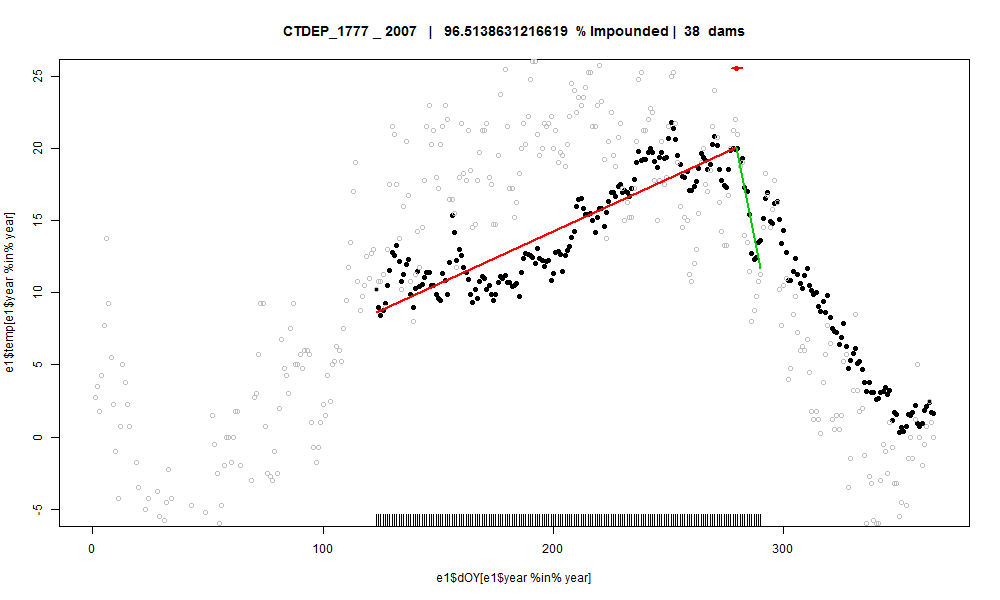 CTDEP_1777 _ 2007 | 96.5138631216619 % Impounded | 38 dams
e1$temp[e1$year %in% year]
25
20
15
10
5
0
-5
0 100 200 300
e1$dOY[e1$year %in% year]